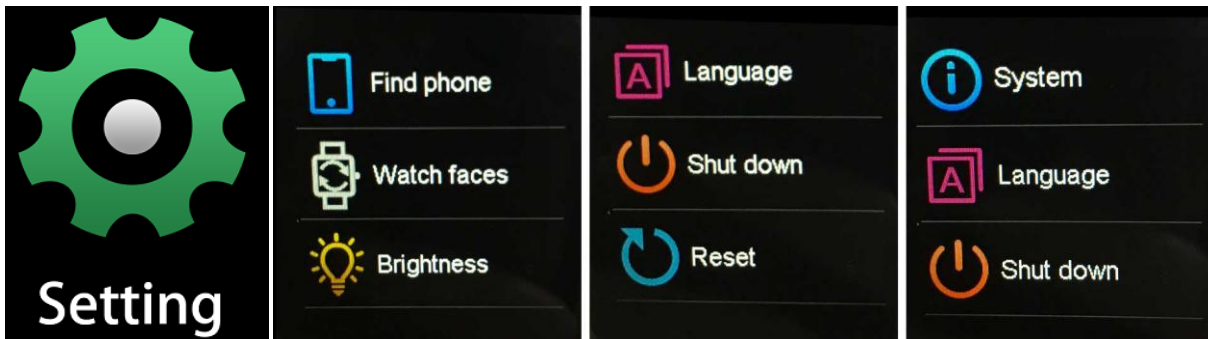 Setting
Find phone
Watch faces
Brightness
A Language
Shut down
Reset
System
A Language
Shut down